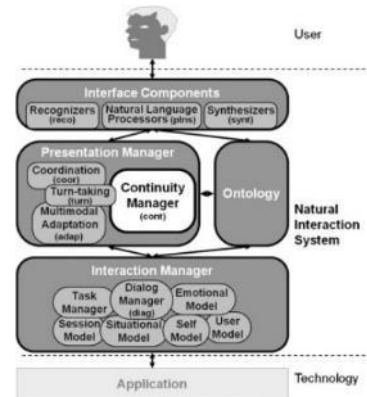 User
Interface Components
Recognizers (reco)
Natural Language Processors (plns)
Synthesizers (synt)
Presentation Manager
Coordination (coor)
Turn-taking (turn)
Multimodal Adaptation (adap)
Continuity Manager (cont)
Ontology
Natural Interaction System
Interaction Manager
Task Manager
Dialog Manager (diag)
Emotional Model
Session Model
Situational Model
Self Model
User Model
Application
Technology